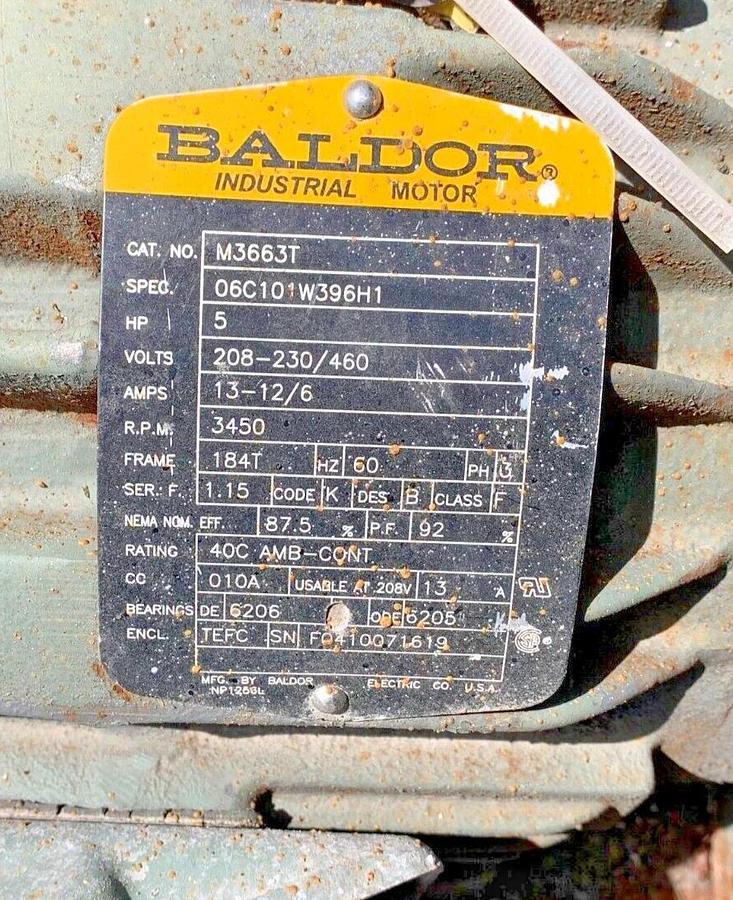 BALDOR®
INDUSTRIAL MOTOR
CAT. NO. M3663T
SPEC. 06C101W396H1
HP 5
VOLTS 208-230/460
AMPS 13-12/6
R.P.M. 3450
FRAME 184T HZ 60 PH 3
SER. F. 1.15 CODE K DES B CLASS F
NEMA NOM. EFF. 87.5 % P.F. 92 %
RATING 40C AMB-CONT
CC 010A USABLE AT 208V 13 A
BEARINGS DE 6206 ODE 6205
ENCL. TEFC SN F0410071619
MFG. BY BALDOR ELECTRIC CO. U.S.A.
NP1256L